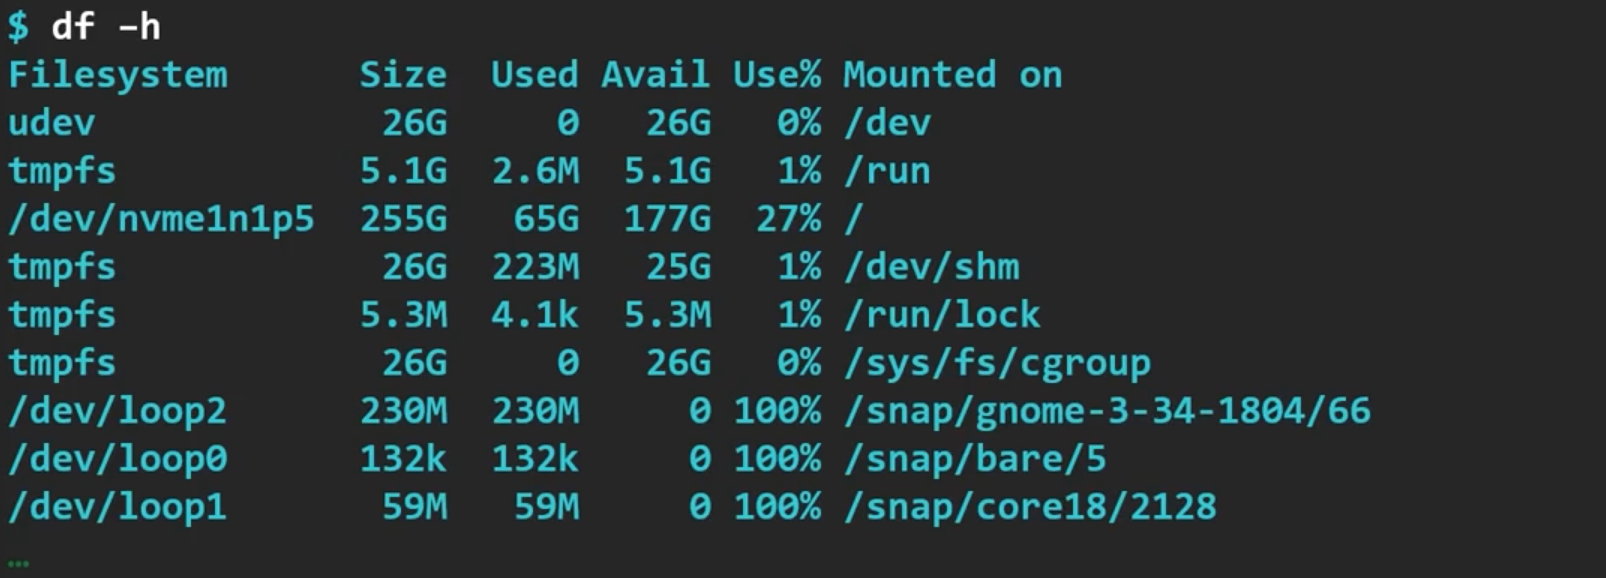 $ df –h
Filesystem      Size  Used Avail Use% Mounted on
udev             26G     0   26G   0% /dev
tmpfs           5.1G  2.6M  5.1G   1% /run
/dev/nvme1n1p5  255G   65G  177G  27% /
tmpfs            26G  223M   25G   1% /dev/shm
tmpfs           5.3M  4.1k  5.3M   1% /run/lock
tmpfs            26G     0   26G   0% /sys/fs/cgroup
/dev/loop2      230M  230M     0 100% /snap/gnome-3-34-1804/66
/dev/loop0      132k  132k     0 100% /snap/bare/5
/dev/loop1       59M   59M     0 100% /snap/core18/2128
…